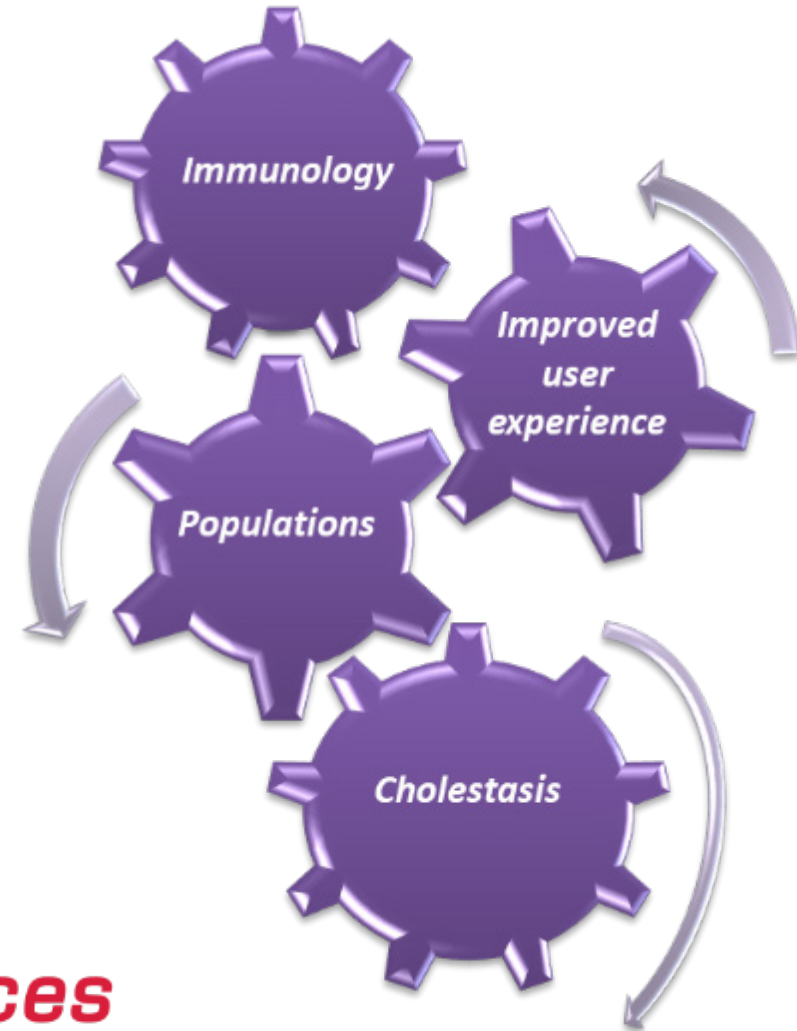 Immunology
Improved
user
experience
Populations
Cholestasis
ces